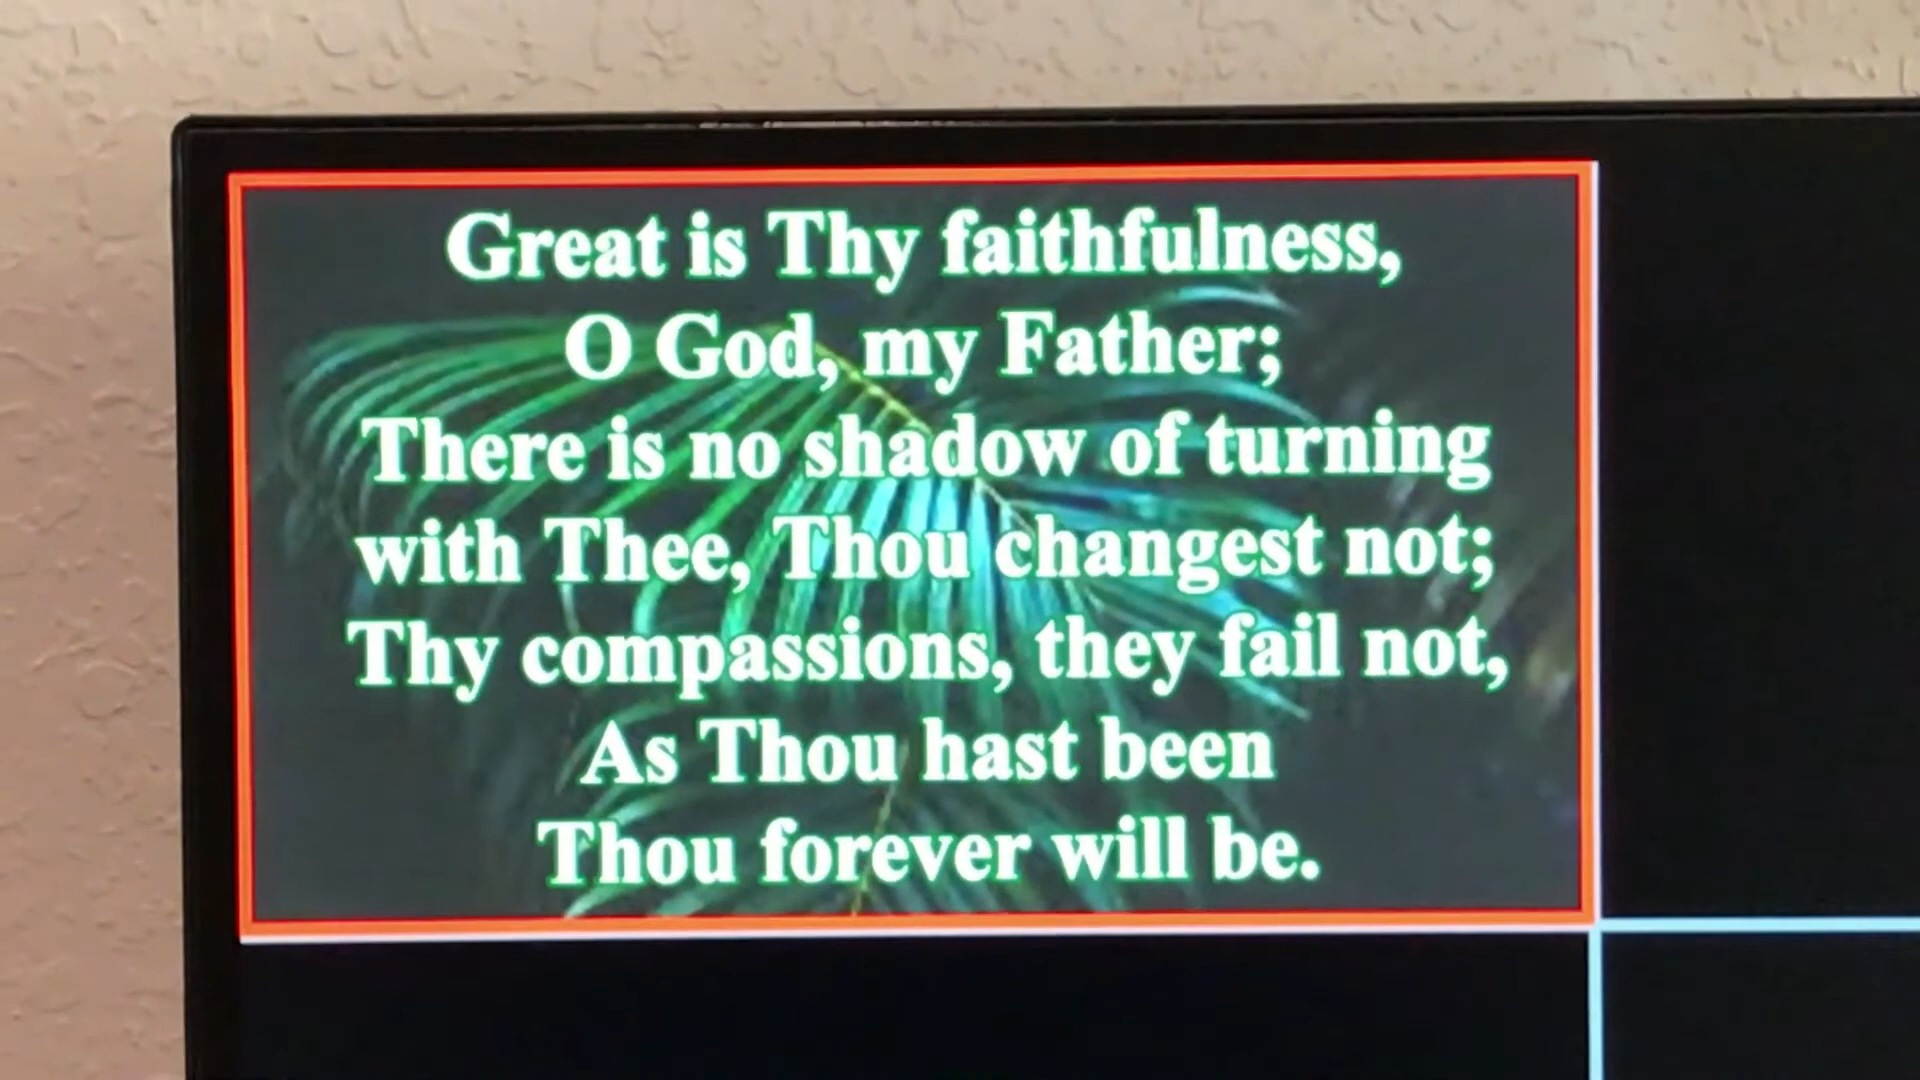 Great is Thy faithfulness,
O God, my Father;
There is no shadow of turning
with Thee, Thou changest not;
Thy compassions, they fail not,
As Thou hast been
Thou forever will be.